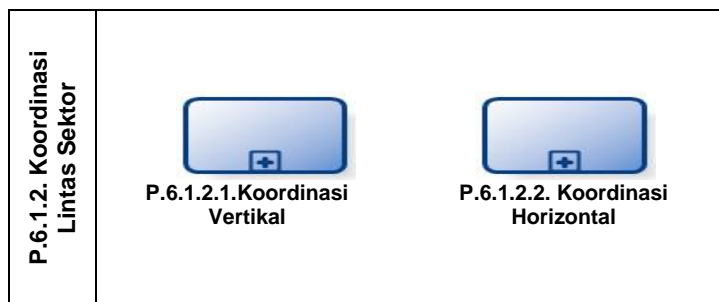 P.6.1.2. Koordinasi
Lintas Sektor
P.6.1.2.1.Koordinasi
Vertikal
P.6.1.2.2. Koordinasi
Horizontal